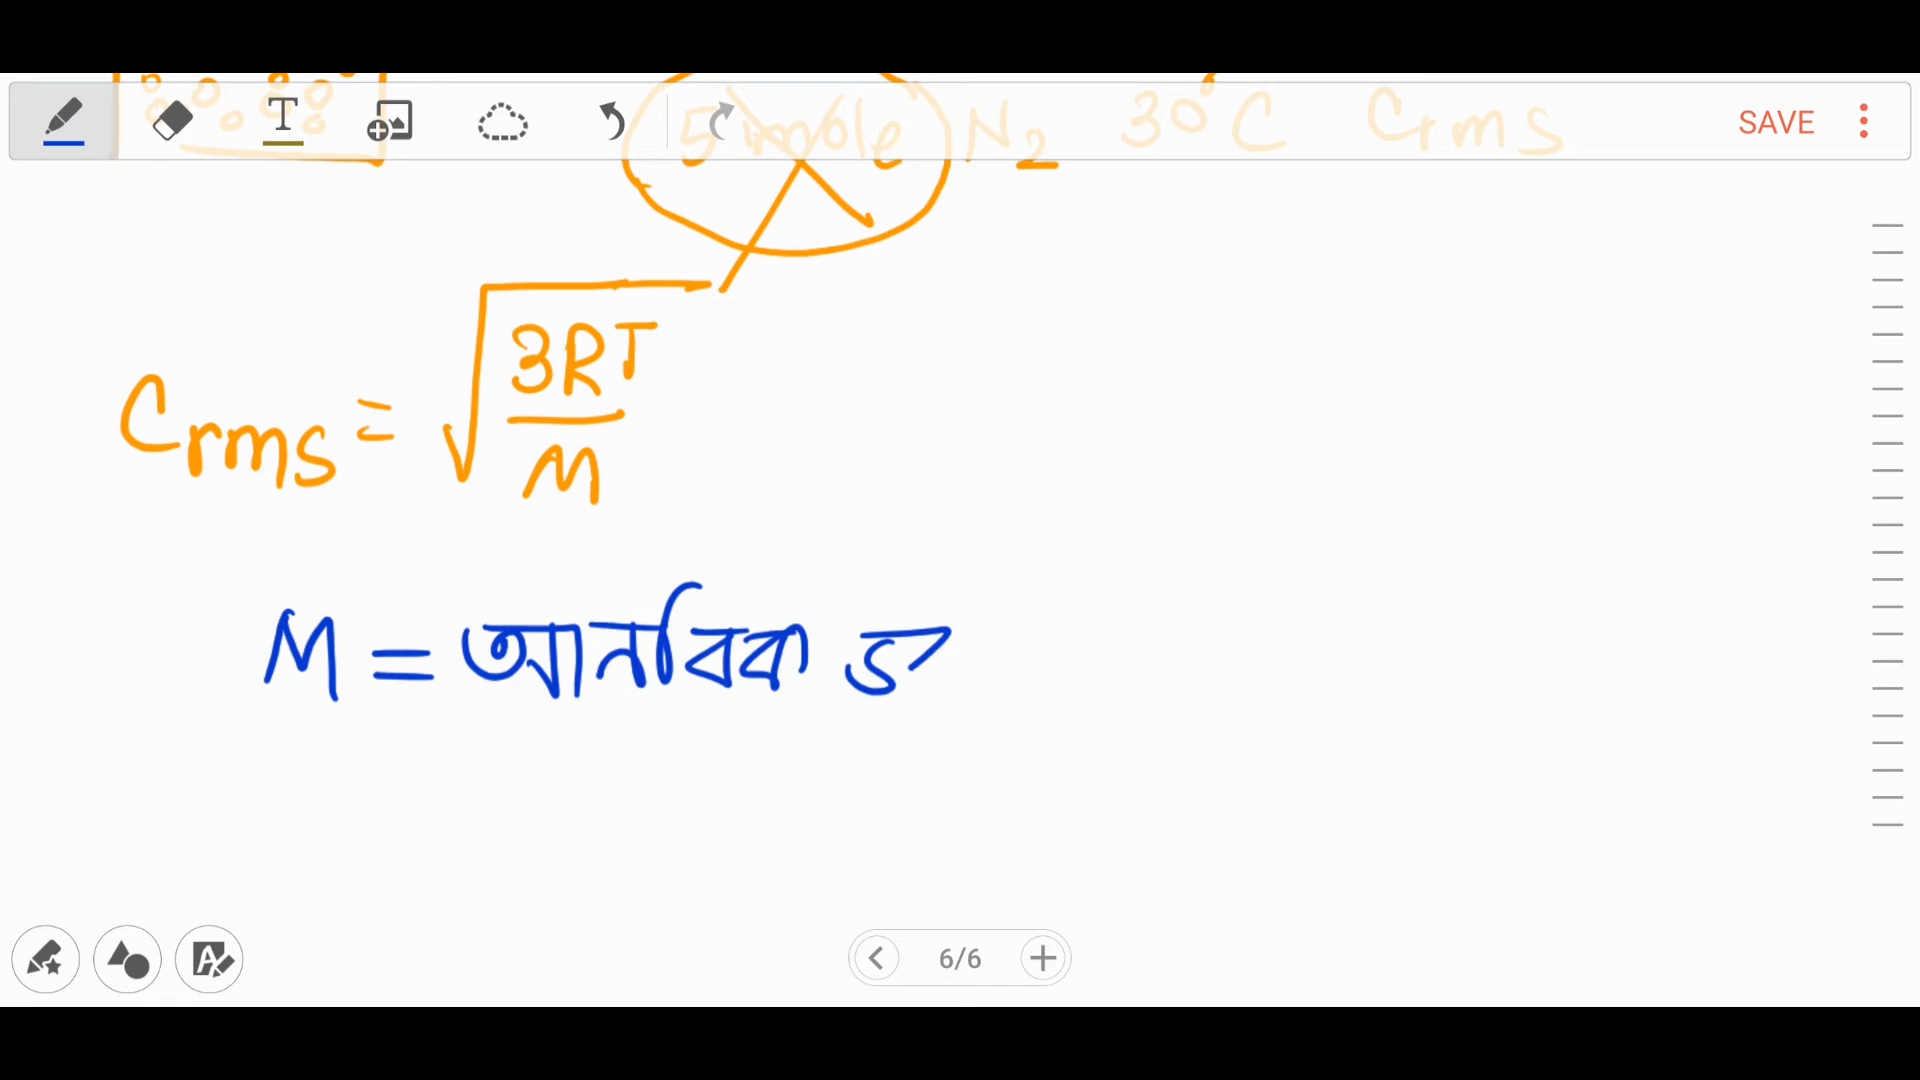 T SAVE
5 mole N₂ 30°C Crms
Crms = √3RT/M
M = আনবিক ভ
6/6